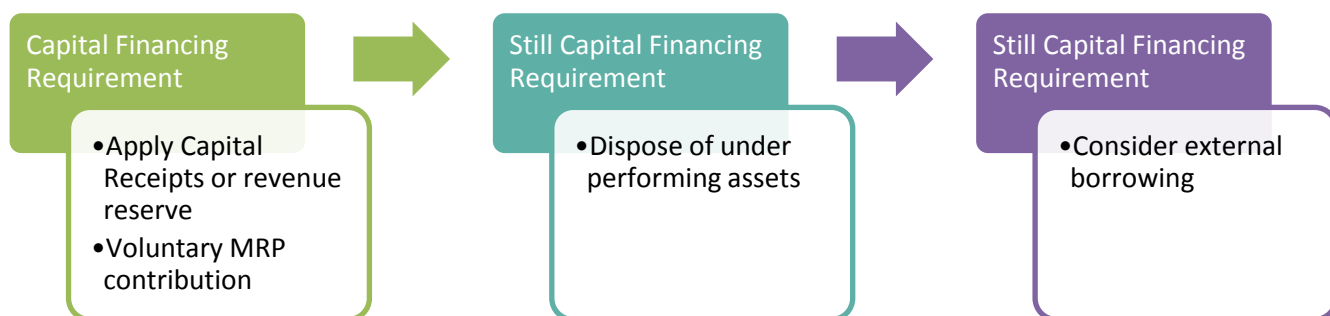 Capital Financing
Requirement
•Apply Capital
Receipts or revenue
reserve
•Voluntary MRP
contribution
Still Capital Financing
Requirement
•Dispose of under
performing assets
Still Capital Financing
Requirement
•Consider external
borrowing